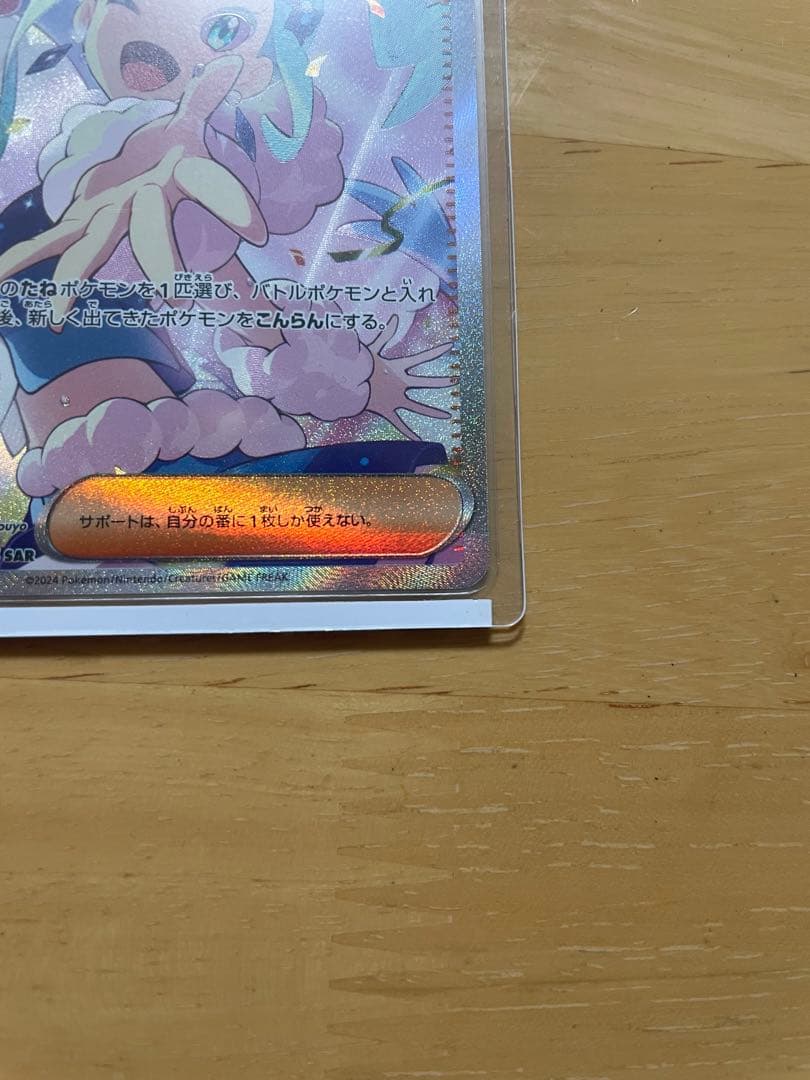 のたねポケモンを1匹選び、バトルポケモンと入れ
後、新しく出てきたポケモンをこんらんにする。
サポートは、自分の番に1枚しか使えない。
SAR
©2024 Pokémon/Nintendo/Creatures/GAME FREAK